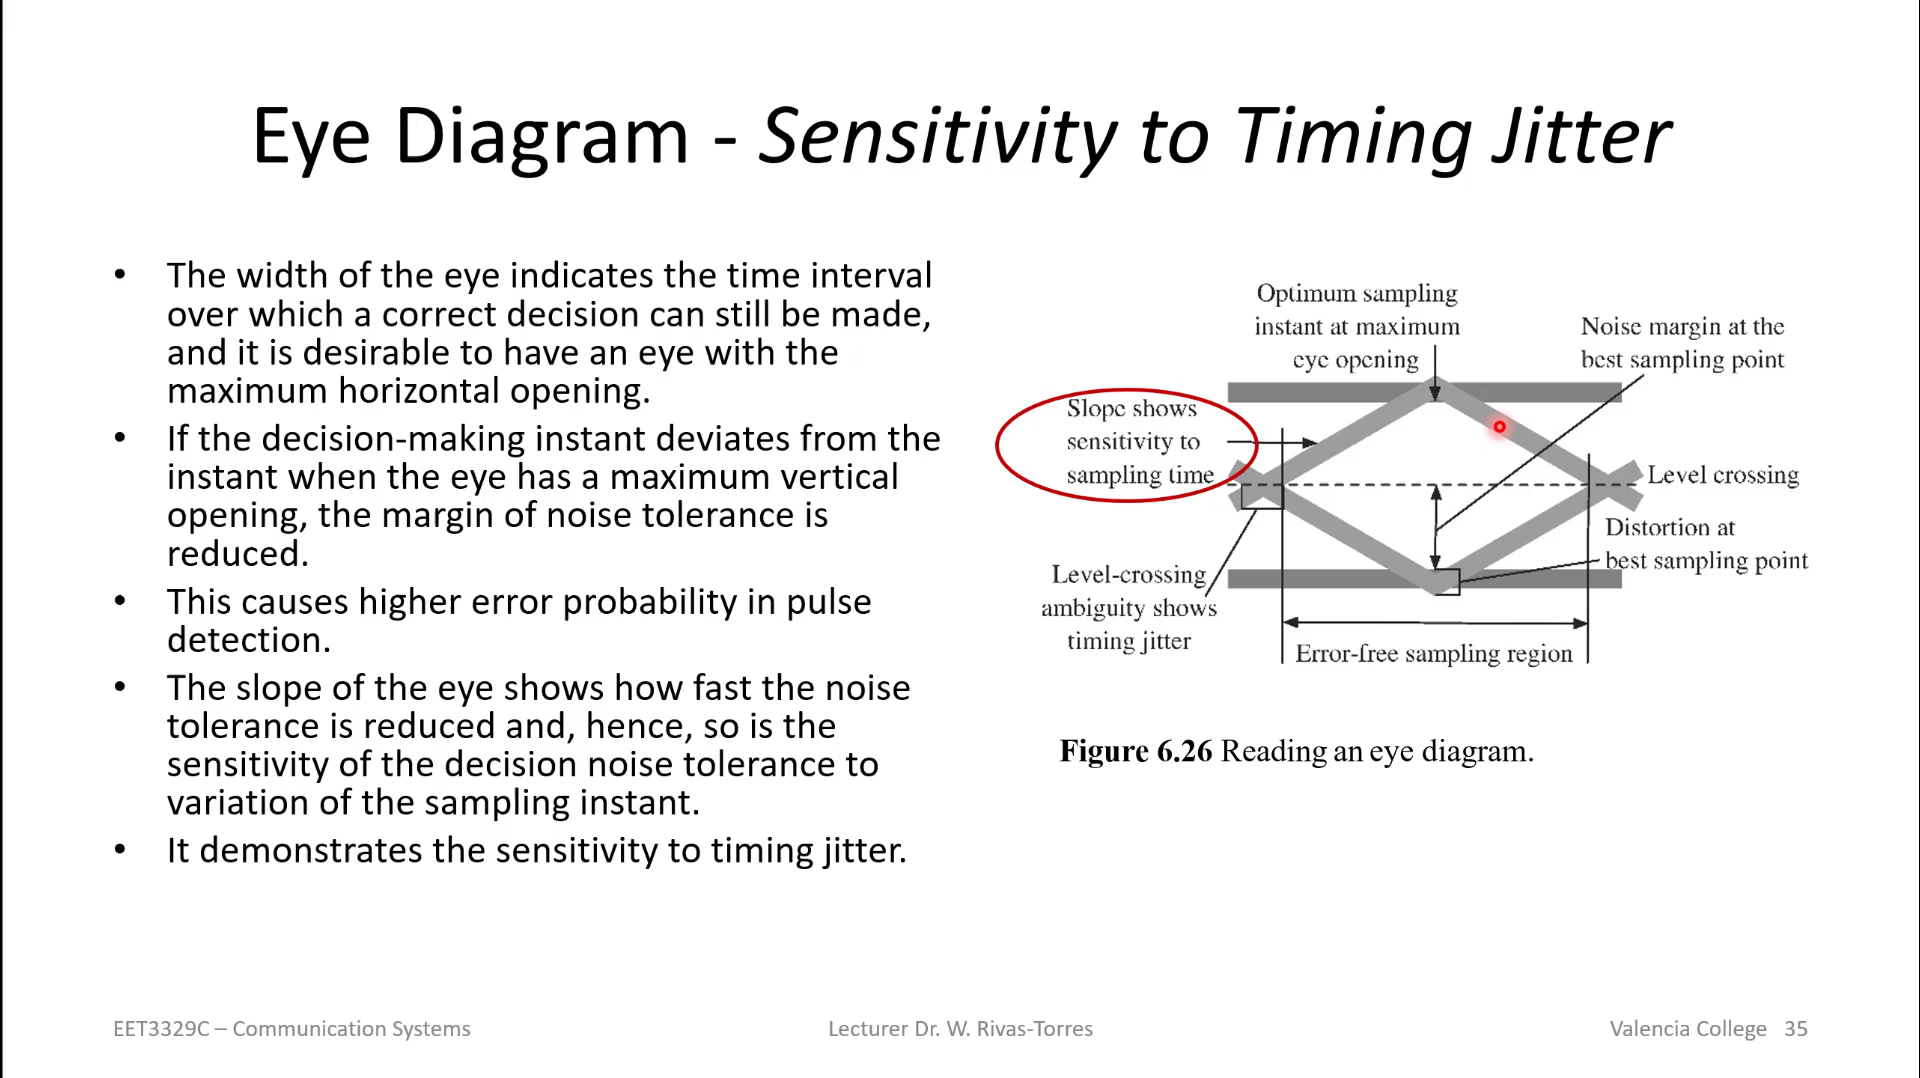 Eye Diagram - Sensitivity to Timing Jitter
• The width of the eye indicates the time interval
over which a correct decision can still be made,
and it is desirable to have an eye with the
maximum horizontal opening.
• If the decision-making instant deviates from the
instant when the eye has a maximum vertical
opening, the margin of noise tolerance is
reduced.
• This causes higher error probability in pulse
detection.
• The slope of the eye shows how fast the noise
tolerance is reduced and, hence, so is the
sensitivity of the decision noise tolerance to
variation of the sampling instant.
• It demonstrates the sensitivity to timing jitter.
Optimum sampling
instant at maximum
eye opening
Noise margin at the
best sampling point
Slope shows
sensitivity to
sampling time
Level crossing
Distortion at
best sampling point
Level-crossing
ambiguity shows
timing jitter
Error-free sampling region
Figure 6.26 Reading an eye diagram.
EET3329C – Communication Systems
Lecturer Dr. W. Rivas-Torres
Valencia College 35